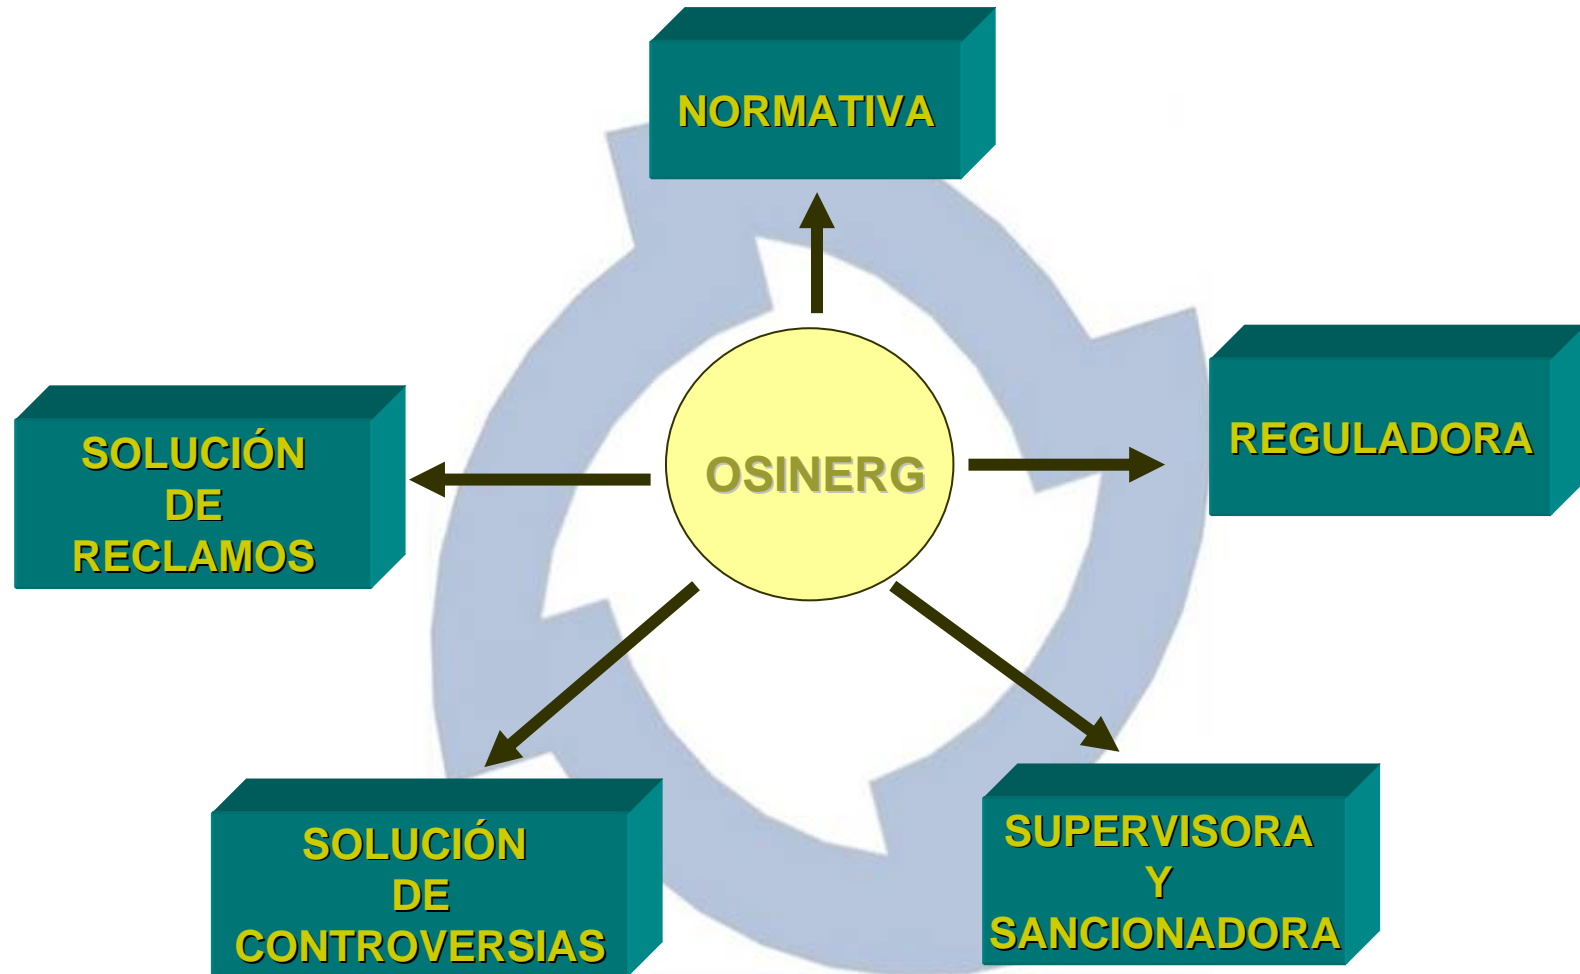 NORMATIVA
REGULADORA
SOLUCIÓN
DE
RECLAMOS
OSINERG
SOLUCIÓN
DE
CONTROVERSIAS
SUPERVISORA
Y
SANCIONADORA